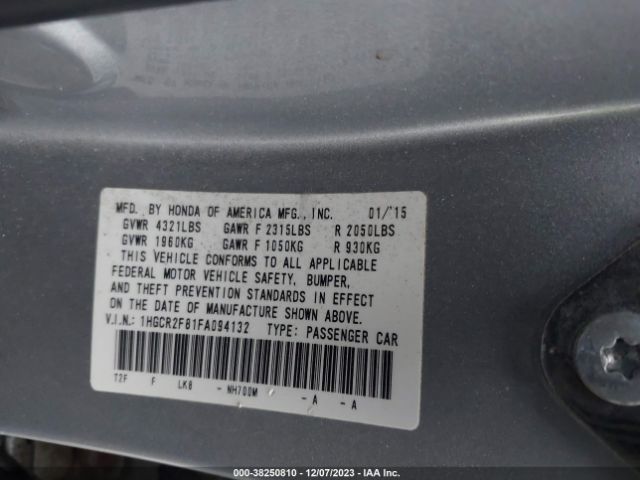 MFD. BY HONDA OF AMERICA MFG., INC. 01/'15
GVWR 4321LBS GAWR F 2315LBS R 2050LBS
GVWR 1960KG GAWR F 1050KG R 930KG
THIS VEHICLE CONFORMS TO ALL APPLICABLE
FEDERAL MOTOR VEHICLE SAFETY, BUMPER,
AND THEFT PREVENTION STANDARDS IN EFFECT
ON THE DATE OF MANUFACTURE SHOWN ABOVE.
V.I.N.: 1HGCR2F81FA094132 TYPE: PASSENGER CAR
T2F F LK8 - NH700M - A - A
000-38250810 - 12/07/2023 - IAA Inc.